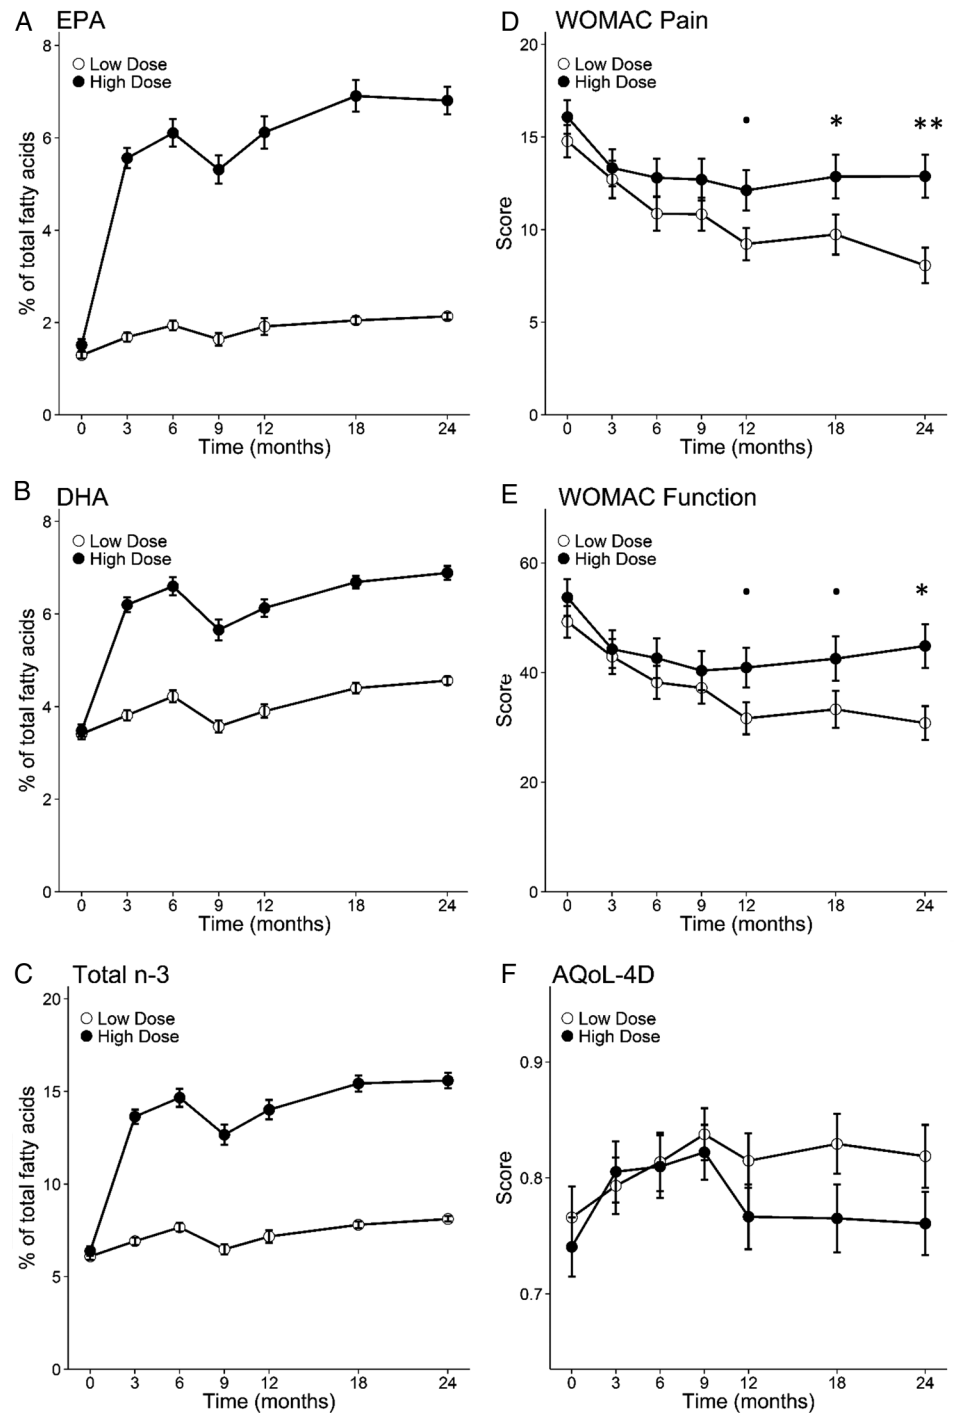 A EPA
8
Low Dose
High Dose
6
4
2
0
% of total fatty acids
0 3 6 9 12 18 24
Time (months)
D WOMAC Pain
20
Low Dose
High Dose
15
• * **
10
5
0
Score
0 3 6 9 12 18 24
Time (months)
B DHA
8
Low Dose
High Dose
6
4
2
0
% of total fatty acids
0 3 6 9 12 18 24
Time (months)
E WOMAC Function
Low Dose
High Dose
60
• • *
40
20
0
Score
0 3 6 9 12 18 24
Time (months)
C Total n-3
20
Low Dose
High Dose
15
10
5
0
% of total fatty acids
0 3 6 9 12 18 24
Time (months)
F AQoL-4D
Low Dose
High Dose
0.9
0.8
0.7
Score
0 3 6 9 12 18 24
Time (months)